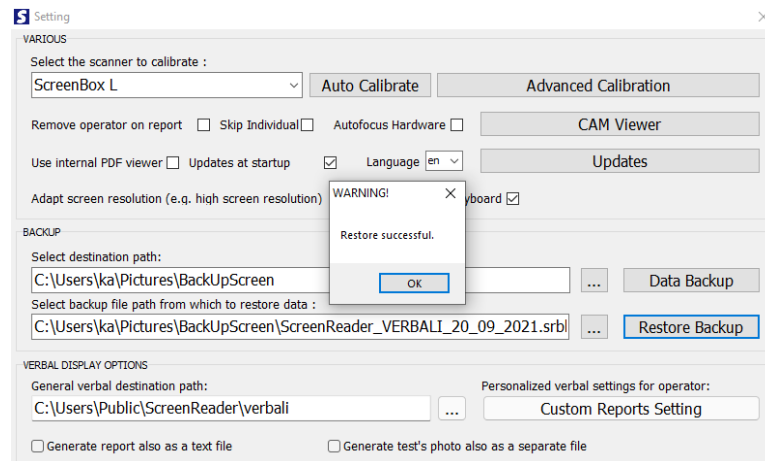 S Setting
VARIOUS
Select the scanner to calibrate :
ScreenBox L Auto Calibrate Advanced Calibration
Remove operator on report Skip Individual Autofocus Hardware CAM Viewer
Use internal PDF viewer Updates at startup Language en Updates
Adapt screen resolution (e.g. high screen resolution)
WARNING!
Restore successful.
OK
BACKUP
Select destination path:
C:\Users\ka\Pictures\BackUpScreen ... Data Backup
Select backup file path from which to restore data :
C:\Users\ka\Pictures\BackUpScreen\ScreenReader_VERBALI_20_09_2021.srbl ... Restore Backup
VERBAL DISPLAY OPTIONS
General verbal destination path: Personalized verbal settings for operator:
C:\Users\Public\ScreenReader\verbali ... Custom Reports Setting
Generate report also as a text file Generate test's photo also as a separate file